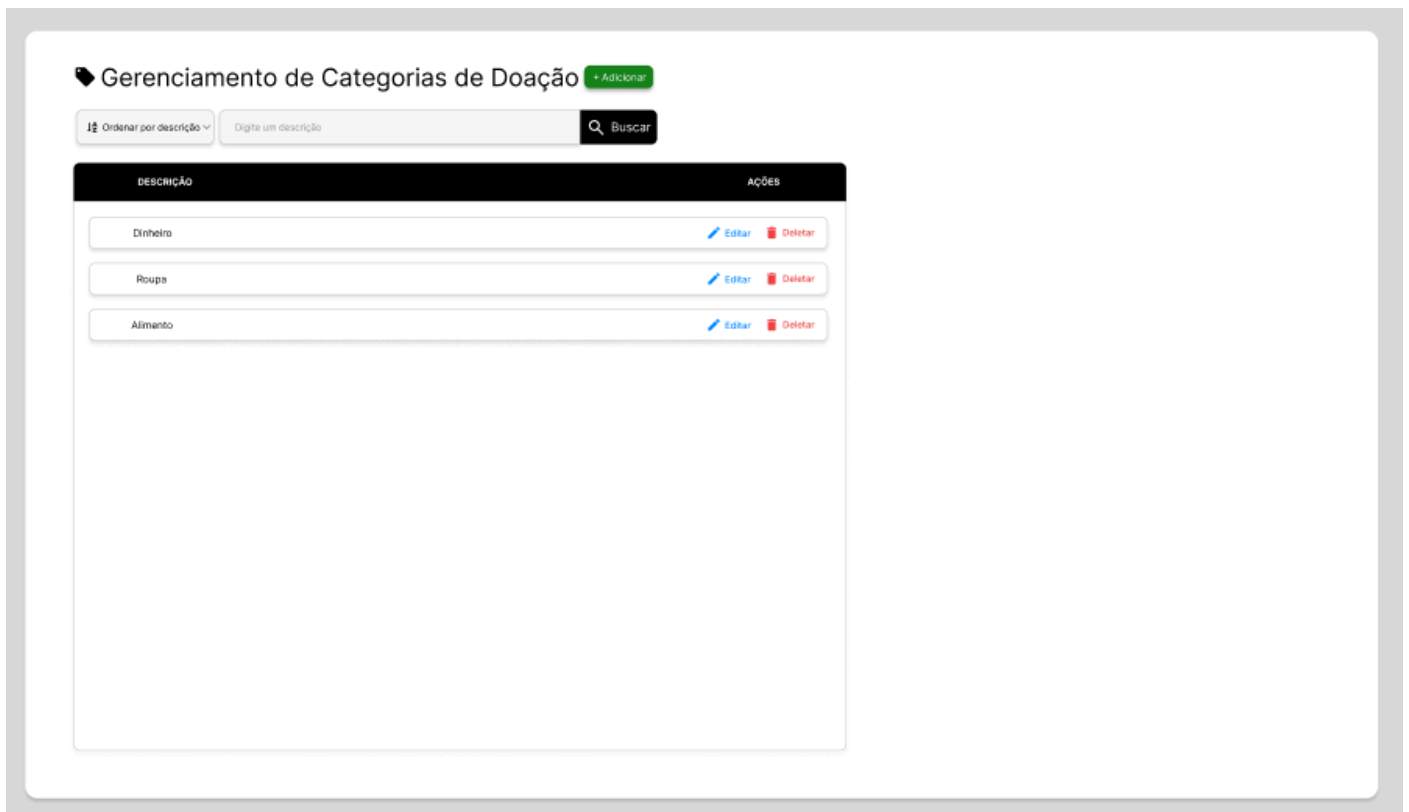 Gerenciamento de Categorias de Doação + Adicionar
Ordenar por descrição Digite um descrição Buscar
DESCRIÇÃO AÇÕES
Dinheiro Editar Deletar
Roupa Editar Deletar
Alimento Editar Deletar